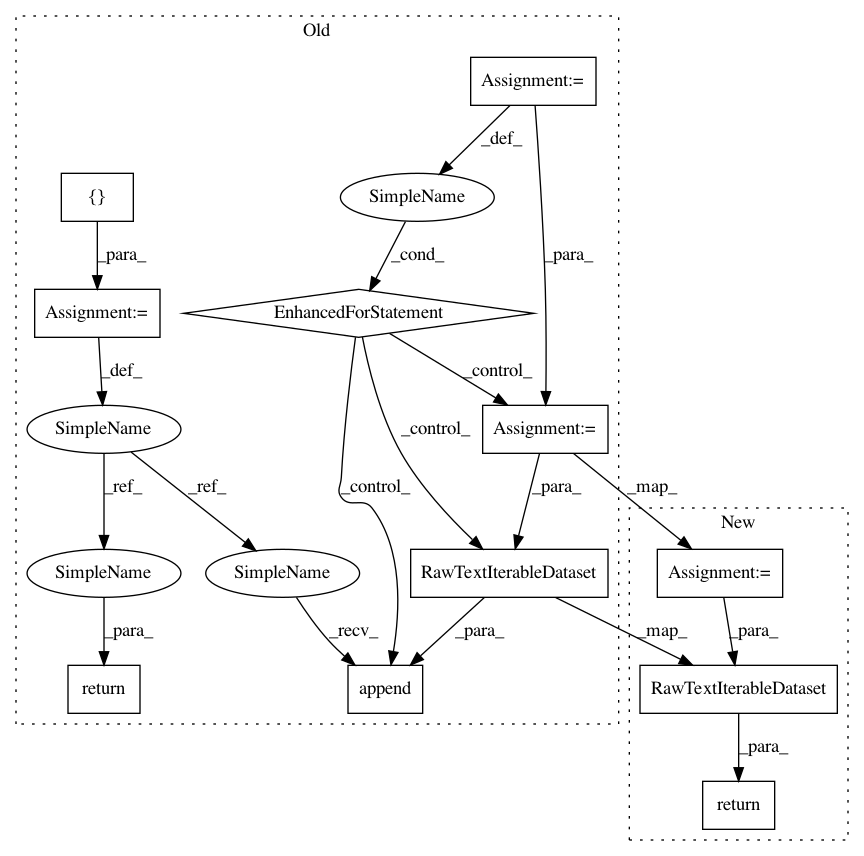 Old
Assignment:=
_def_
{}
SimpleName
_para_
_cond_
_para_
Assignment:=
EnhancedForStatement
_def_
_control_
SimpleName
Assignment:=
_control_
_ref_
_ref_
_control_
_para_
_map_
New
SimpleName
SimpleName
RawTextIterableDataset
Assignment:=
_para_
_recv_
_para_
_map_
_para_
return
append
RawTextIterableDataset
_para_
return